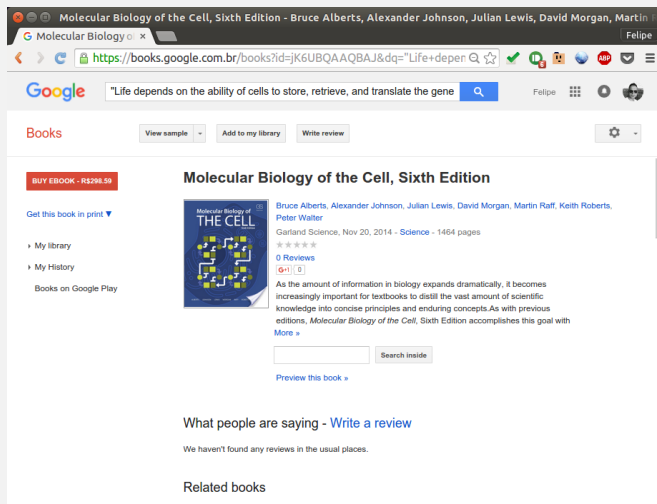 Molecular Biology of the Cell, Sixth Edition - Bruce Alberts, Alexander Johnson, Julian Lewis, David Morgan, Martin
G Molecular Biology o ×
Felipe
https://books.google.com.br/books?id=jK6UBQAAQBAJ&dq="Life+depen
ABP
Google
"Life depends on the ability of cells to store, retrieve, and translate the gene
Felipe
Books
View sample
Add to my library
Write review
BUY EBOOK - R$298.59
Get this book in print ▼
My library
My History
Books on Google Play
Molecular Biology of the Cell, Sixth Edition
Molecular Biology of
THE CELL
Bruce Alberts, Alexander Johnson, Julian Lewis, David Morgan, Martin Raff, Keith Roberts,
Peter Walter
Garland Science, Nov 20, 2014 - Science - 1464 pages
0 Reviews
G+1 0
As the amount of information in biology expands dramatically, it becomes
increasingly important for textbooks to distill the vast amount of scientific
knowledge into concise principles and enduring concepts.As with previous
editions, Molecular Biology of the Cell, Sixth Edition accomplishes this goal with
More »
Search inside
Preview this book »
What people are saying - Write a review
We haven't found any reviews in the usual places.
Related books